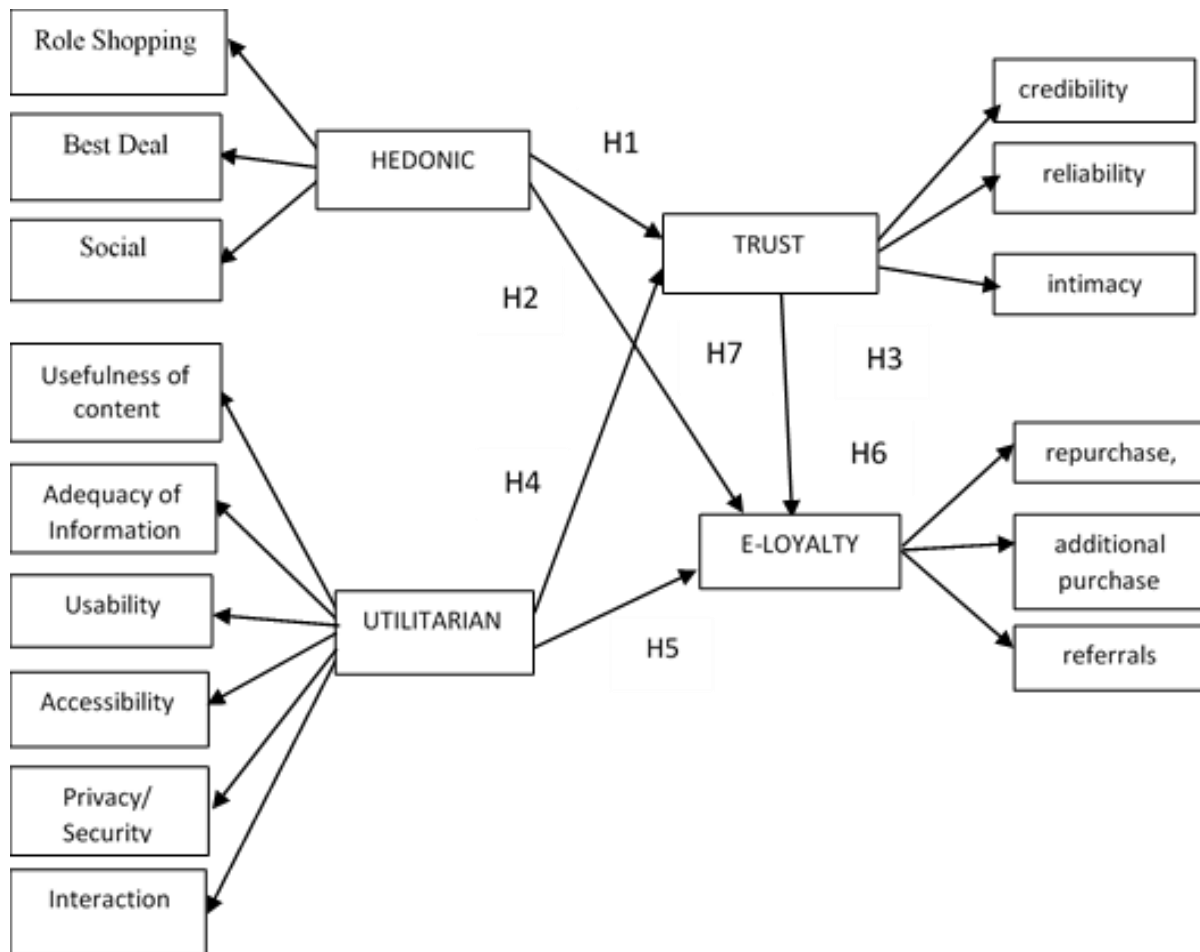 Role Shopping
Best Deal
Social
HEDONIC
H1
H2
TRUST
credibility
reliability
intimacy
H7
H3
Usefulness of
content
Adequacy of
Information
Usability
Accessibility
Privacy/
Security
Interaction
UTILITARIAN
H4
H5
H6
E-LOYALTY
repurchase,
additional
purchase
referrals